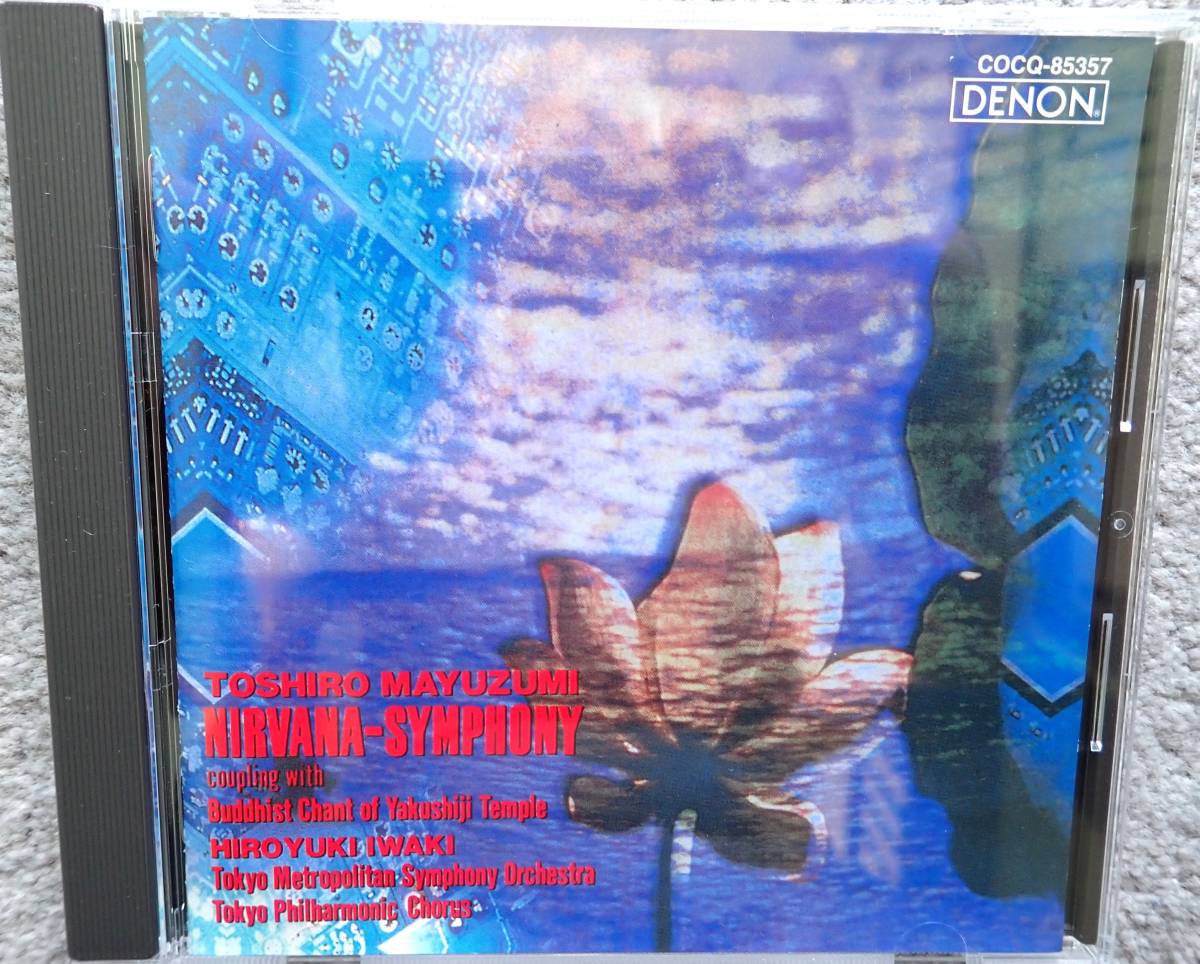 COCQ-85357
DENON®
TOSHIRO MAYUZUMI
NIRVANA-SYMPHONY
coupling with
Buddhist Chant of Yakushiji Temple
HIROYUKI IWAKI
Tokyo Metropolitan Symphony Orchestra
Tokyo Philharmonic Chorus